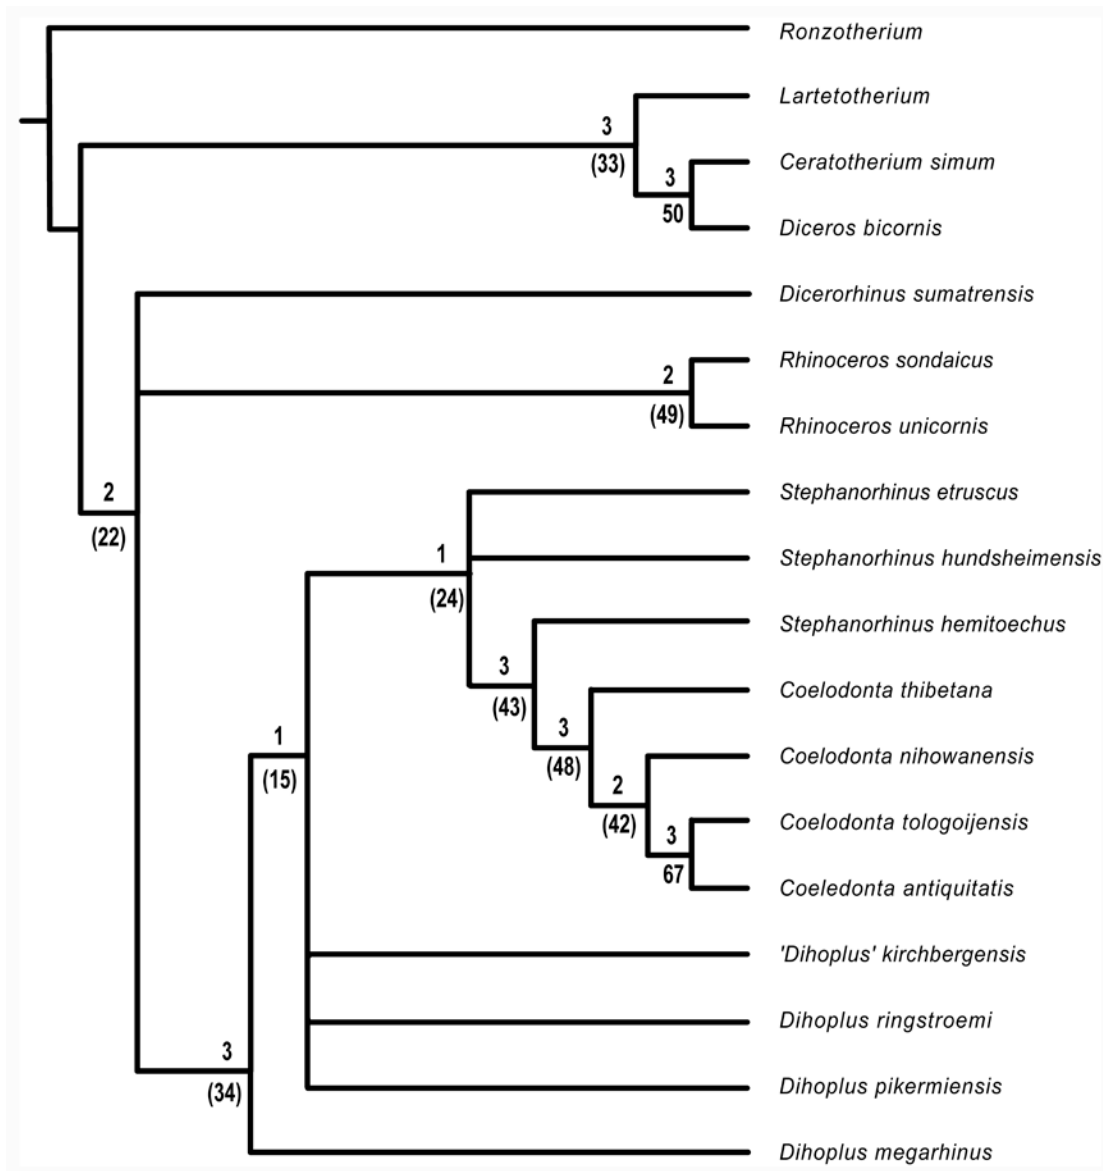 Ronzotherium
Lartetotherium
3
(33)
Ceratotherium simum
3
50
Diceros bicornis
Dicerorhinus sumatrensis
Rhinoceros sondaicus
2
(49)
Rhinoceros unicornis
Stephanorhinus etruscus
2
(22)
1
(24)
Stephanorhinus hundsheimensis
Stephanorhinus hemitoechus
3
(43)
Coelodonta thibetana
3
(48)
1
(15)
Coelodonta nihowanensis
2
(42)
Coelodonta tologoijensis
3
67
Coeledonta antiquitatis
'Dihoplus' kirchbergensis
Dihoplus ringstroemi
3
(34)
Dihoplus pikermiensis
Dihoplus megarhinus